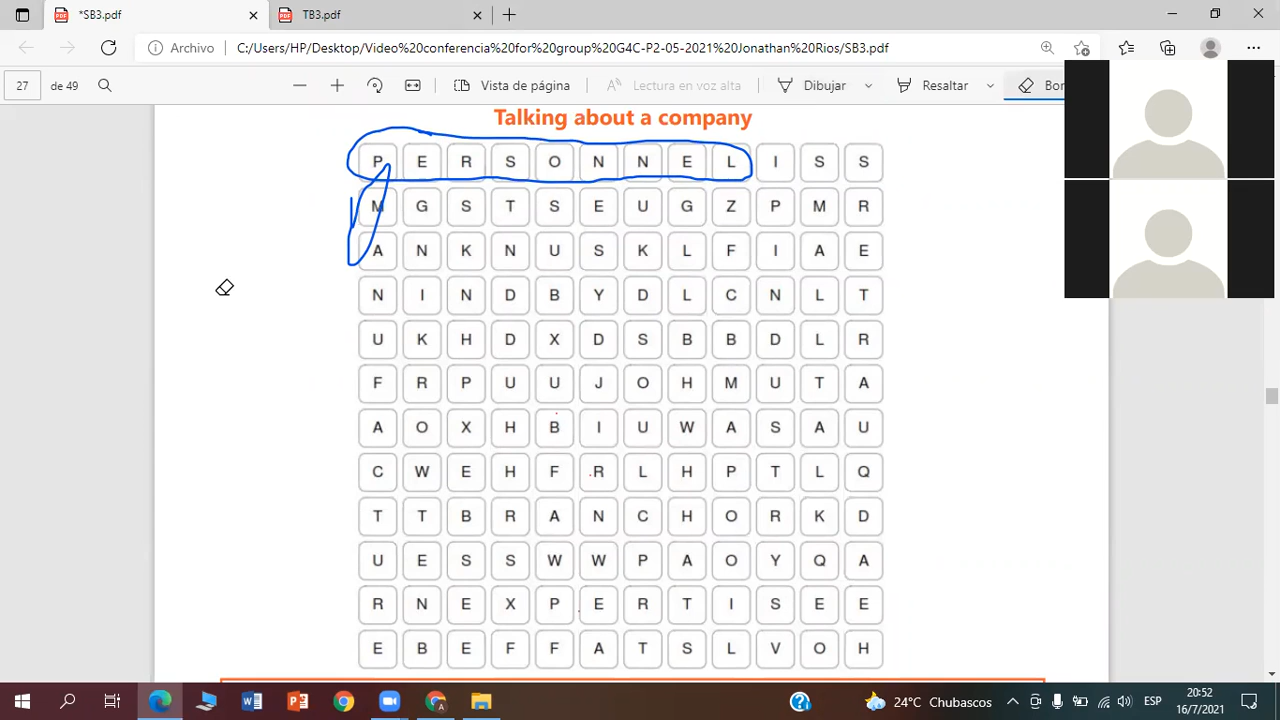 *SB3.pdf
TB3.pdf
Archivo
C:/Users/HP/Desktop/Video%20conferencia%20for%20group%20G4C-P2-05-2021%20Jonathan%20Rios/SB3.pdf
27 de 49
Vista de página
Lectura en voz alta
Dibujar
Resaltar
Bor
Talking about a company
P E R S O N N E L I S S
M G S T S E U G Z P M R
A N K N U S K L F I A E
N I N D B Y D L C N L T
U K H D X D S B B D L R
F R P U U J O H M U T A
A O X H B I U W A S A U
C W E H F R L H P T L Q
T T B R A N C H O R K D
U E S S W W P A O Y Q A
R N E X P E R T I S E E
E B E F F A T S L V O H
24°C Chubascos
ESP
20:52
16/7/2021